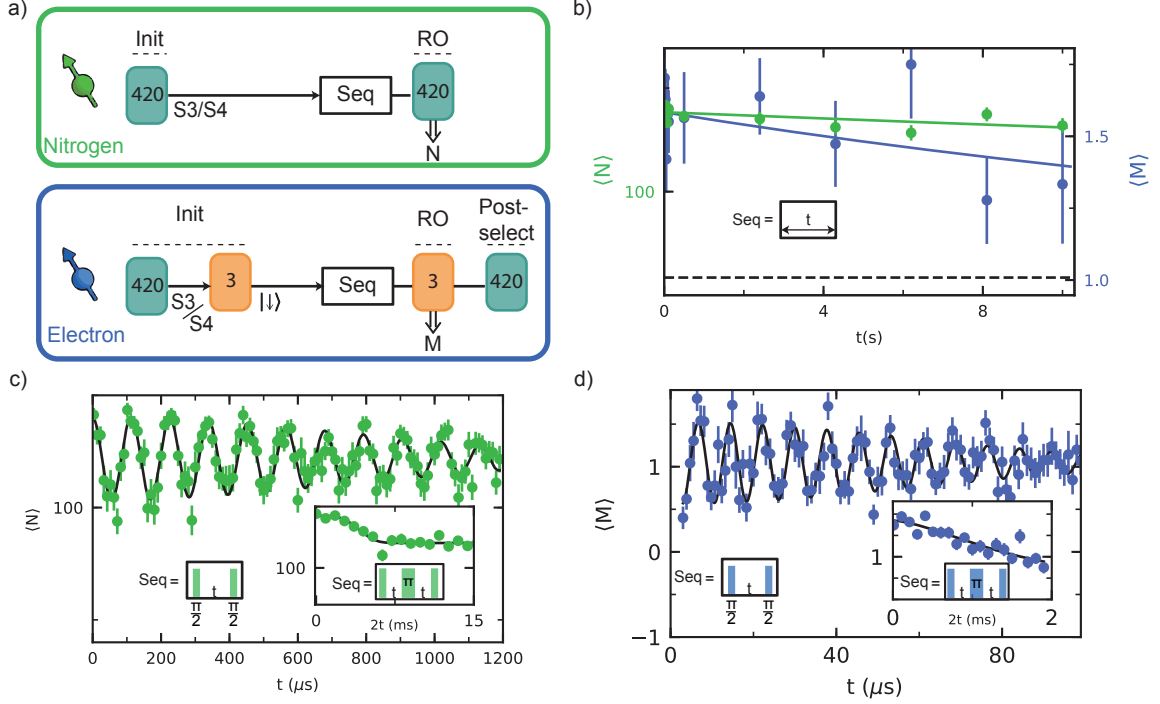 a)
Init
RO
420
S3/S4
Seq
420
N
Nitrogen
Init
RO
Post-
select
420
S3/S4
3
|↓⟩
Seq
3
420
M
Electron
b)
⟨N⟩
100
1.5
1.0
⟨M⟩
Seq =
t
0
4
8
t(s)
c)
⟨N⟩
100
Seq =
t
π/2
π/2
100
Seq =
π
t
t
0
15
2t (ms)
0
200
400
600
800
1000
1200
t (μs)
d)
⟨M⟩
1
0
−1
Seq =
t
π/2
π/2
1
Seq =
π
t
t
0
2
2t (ms)
0
40
80
t (μs)